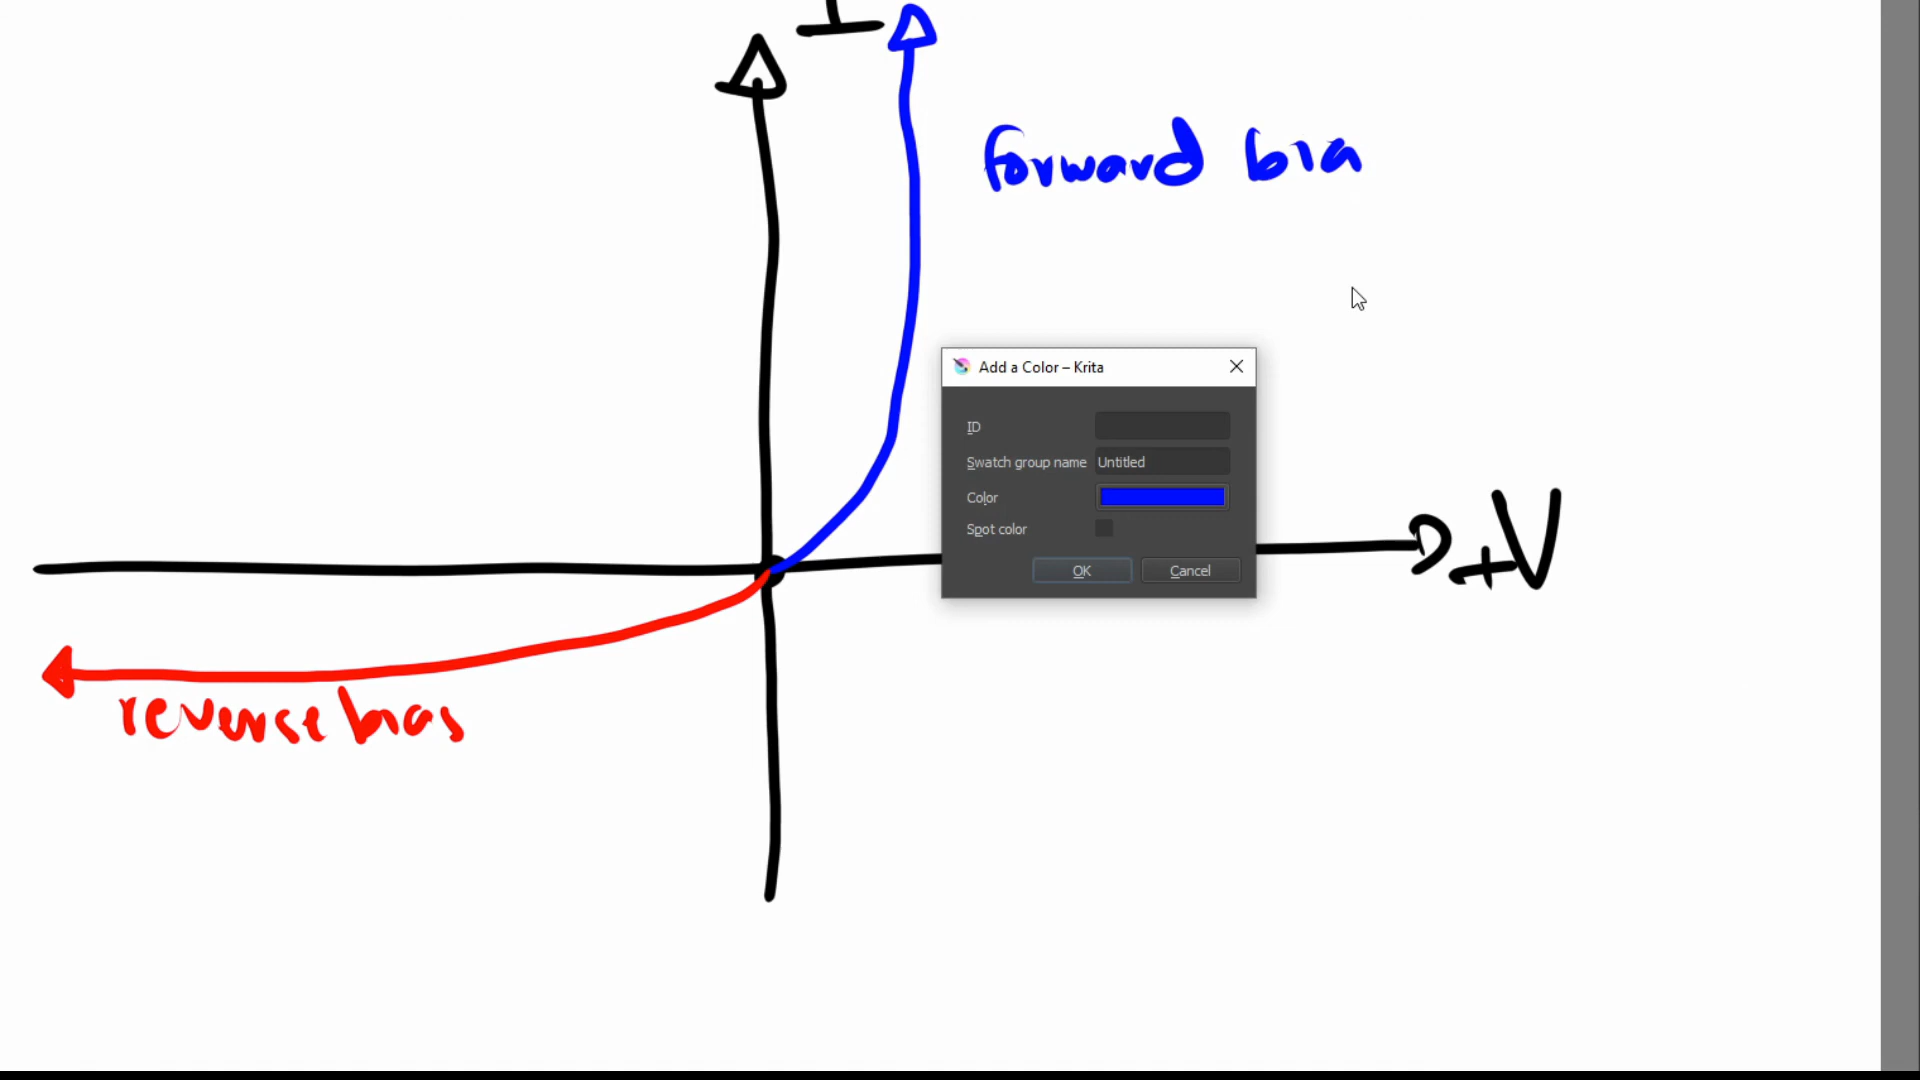 I
forward bia
Add a Color – Krita
ID
Swatch group name Untitled
Color
Spot color
OK Cancel
+V
reverse bias